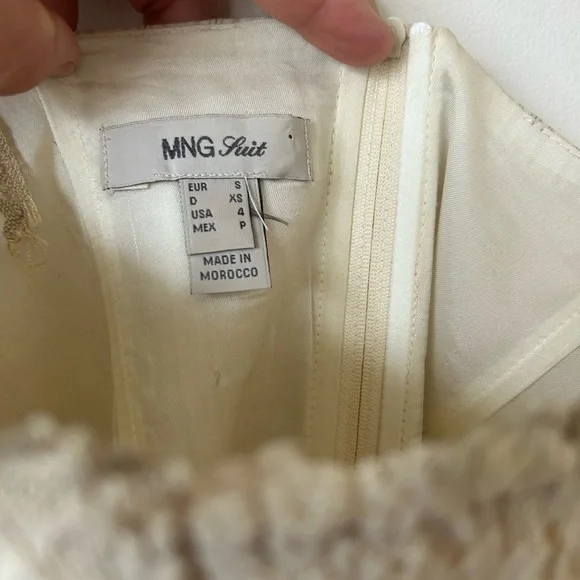 MNG Suit
EUR S
D XS
USA 4
MEX P
MADE IN
MOROCCO